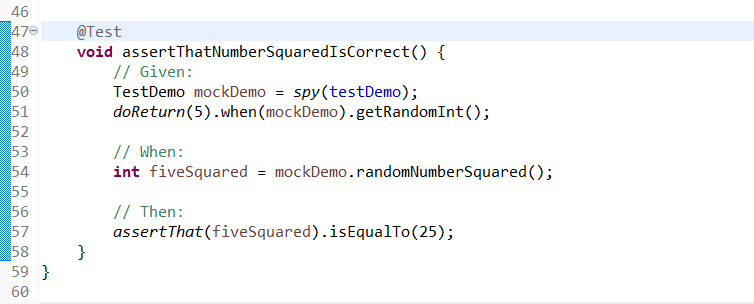 46
47 @Test
48 void assertThatNumberSquaredIsCorrect() {
49 // Given:
50 TestDemo mockDemo = spy(testDemo);
51 doReturn(5).when(mockDemo).getRandomInt();
52
53 // When:
54 int fiveSquared = mockDemo.randomNumberSquared();
55
56 // Then:
57 assertThat(fiveSquared).isEqualTo(25);
58 }
59 }
60